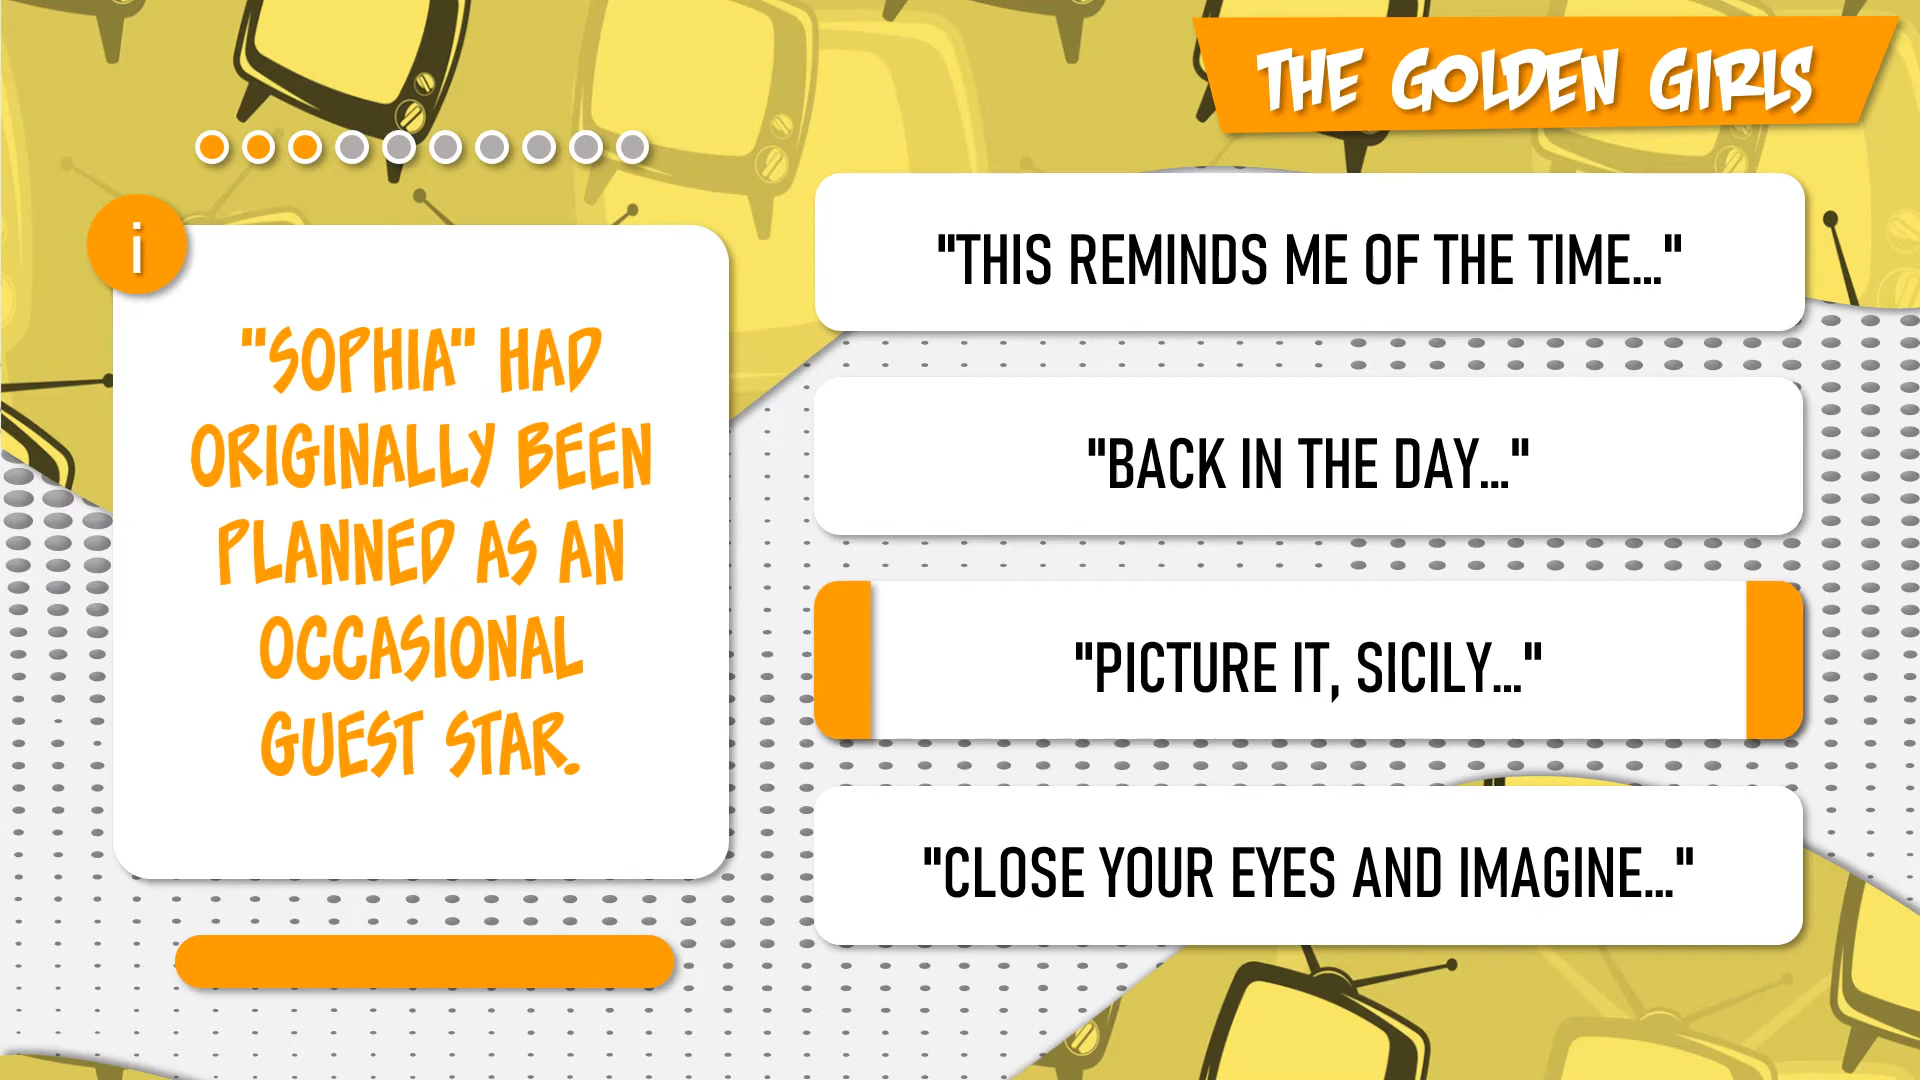 THE GOLDEN GIRLS
i
"SOPHIA" HAD
ORIGINALLY BEEN
PLANNED AS AN
OCCASIONAL
GUEST STAR.
"THIS REMINDS ME OF THE TIME..."
"BACK IN THE DAY..."
"PICTURE IT, SICILY..."
"CLOSE YOUR EYES AND IMAGINE..."